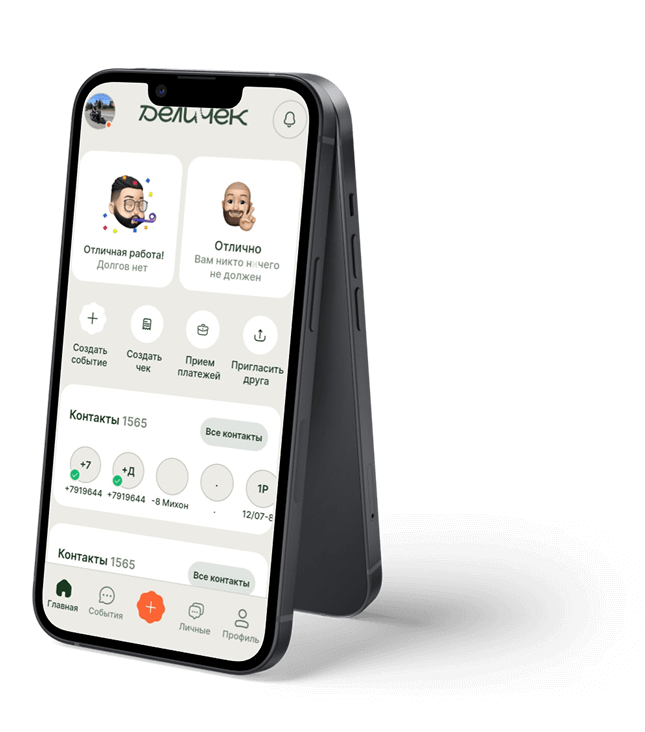 Деличек
Отличная работа!
Долгов нет
Отлично
Вам никто ничего
не должен
Создать
событие
Создать
чек
Прием
платежей
Пригласить
друга
Контакты 1565
Все контакты
+7
+Д
.
1Р
+7919644
+7919644
-8 Михон
.
12/07-8
Контакты 1565
Все контакты
Главная
События
Личные
Профиль